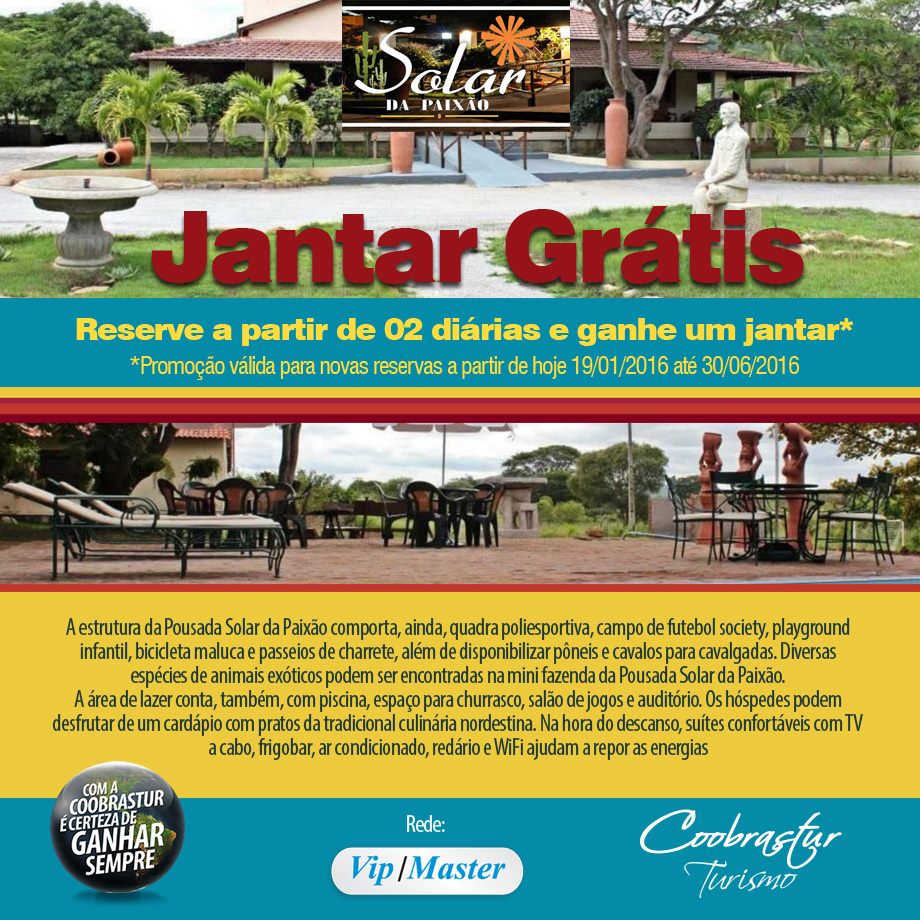 Solar
DA PAIXÃO
Jantar Grátis
Reserve a partir de 02 diárias e ganhe um jantar*
*Promoção válida para novas reservas a partir de hoje 19/01/2016 até 30/06/2016
A estrutura da Pousada Solar da Paixão comporta, ainda, quadra poliesportiva, campo de futebol society, playground
infantil, bicicleta maluca e passeios de charrete, além de disponibilizar pôneis e cavalos para cavalgadas. Diversas
espécies de animais exóticos podem ser encontradas na mini fazenda da Pousada Solar da Paixão.
A área de lazer conta, também, com piscina, espaço para churrasco, salão de jogos e auditório. Os hóspedes podem
desfrutar de um cardápio com pratos da tradicional culinária nordestina. Na hora do descanso, suítes confortáveis com TV
a cabo, frigobar, ar condicionado, redário e WiFi ajudam a repor as energias
COM A
COOBRASTUR
É CERTEZA DE
GANHAR
SEMPRE
Rede:
Vip/Master
Coobrastur
Turismo